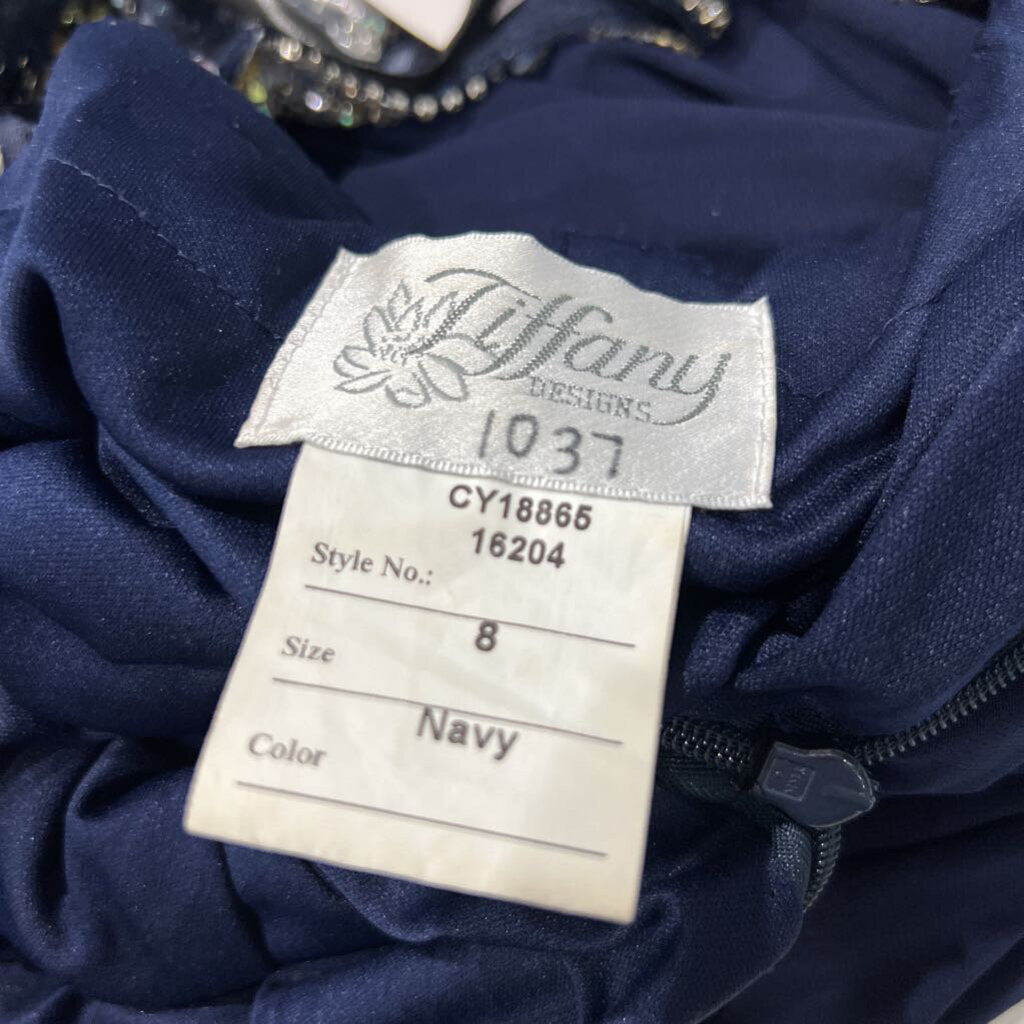 Tiffany
DESIGNS
1037
CY18865
16204
Style No.:
8
Size
Navy
Color